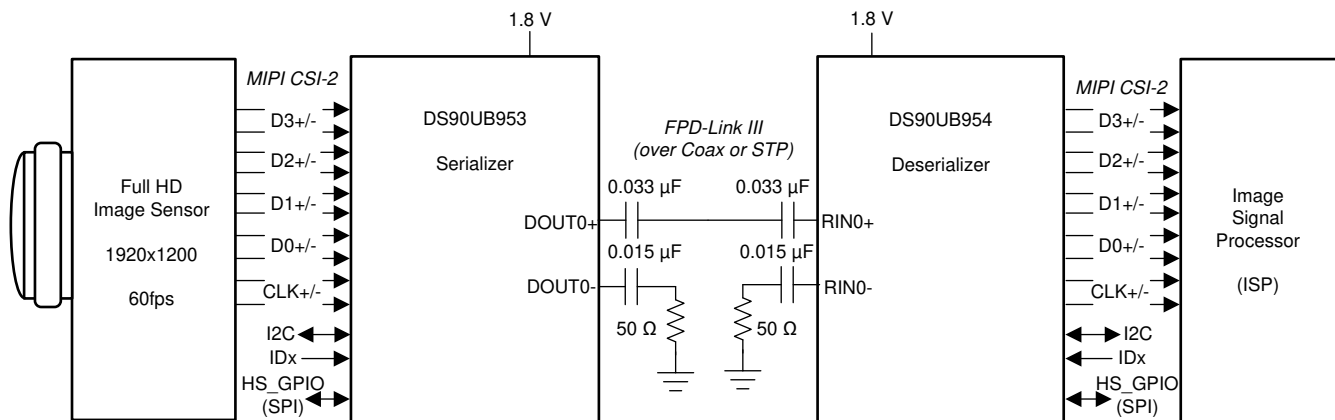 1.8 V
1.8 V
MIPI CSI-2
MIPI CSI-2
D3+/-
D3+/-
DS90UB953
Serializer
FPD-Link III
(over Coax or STP)
DS90UB954
Deserializer
D2+/-
D2+/-
Full HD
Image Sensor
1920x1200
60fps
0.033 µF
0.033 µF
Image
Signal
Processor
(ISP)
D1+/-
D1+/-
DOUT0+
RIN0+
D0+/-
D0+/-
0.015 µF
0.015 µF
DOUT0-
RIN0-
CLK+/-
CLK+/-
50 Ω
50 Ω
I2C
I2C
IDx
IDx
HS_GPIO
(SPI)
HS_GPIO
(SPI)